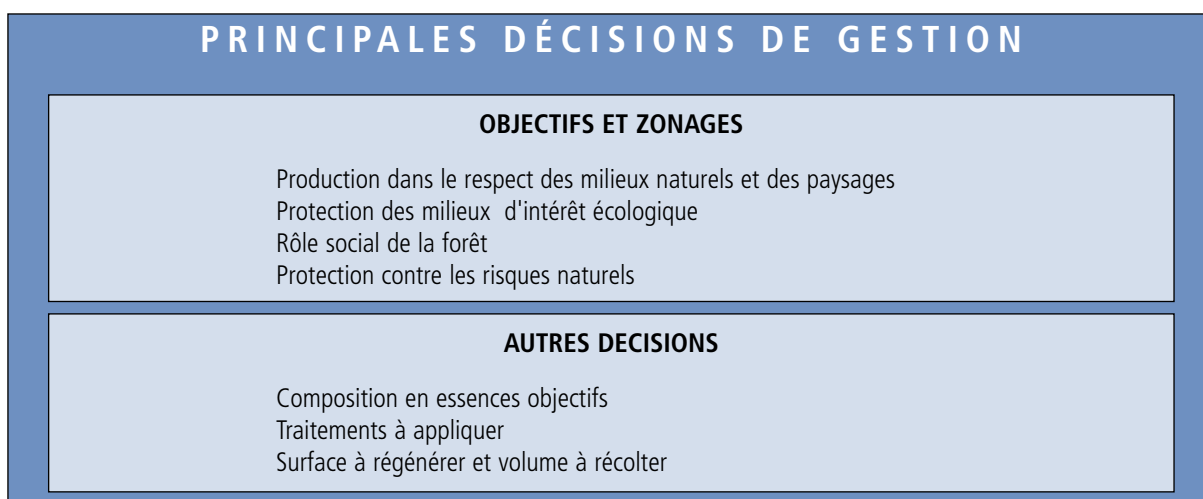 PRINCIPALES DÉCISIONS DE GESTION
OBJECTIFS ET ZONAGES
Production dans le respect des milieux naturels et des paysages
Protection des milieux d'intérêt écologique
Rôle social de la forêt
Protection contre les risques naturels
AUTRES DECISIONS
Composition en essences objectifs
Traitements à appliquer
Surface à régénérer et volume à récolter